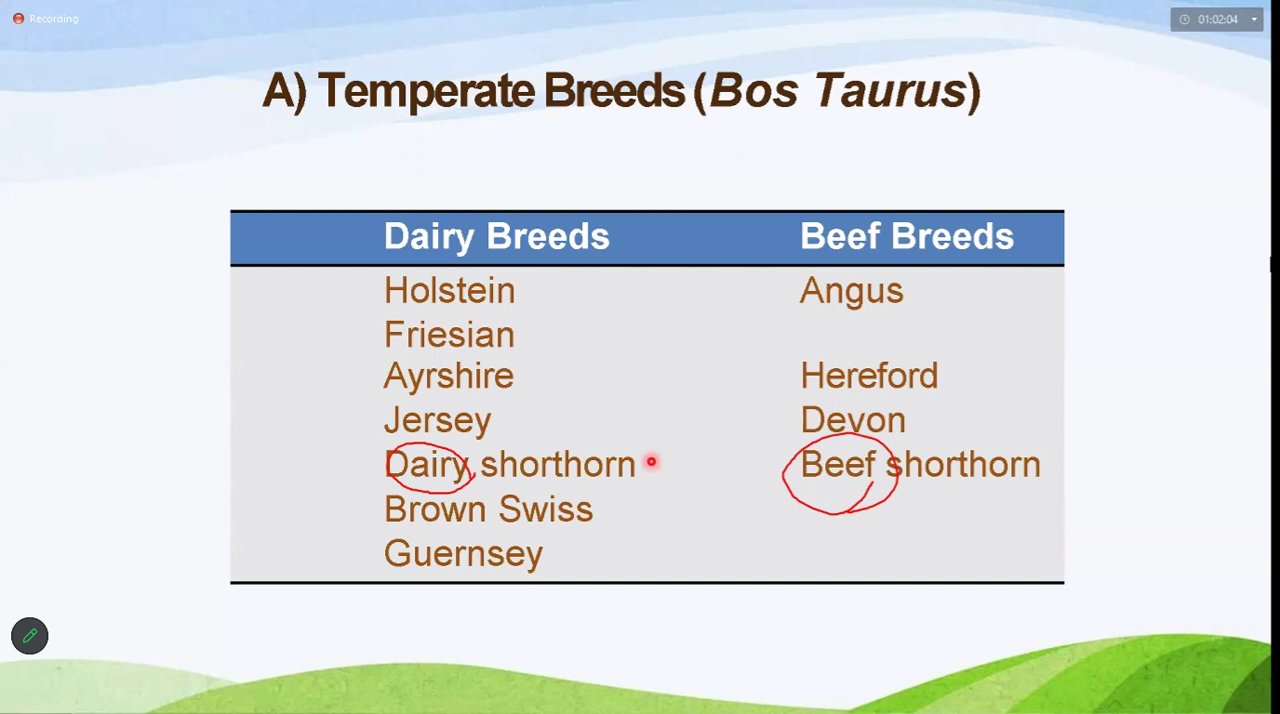 Recording
01:02:04
A) Temperate Breeds (Bos Taurus)
Dairy Breeds Beef Breeds
Holstein Angus
Friesian
Ayrshire Hereford
Jersey Devon
Dairy shorthorn Beef shorthorn
Brown Swiss
Guernsey